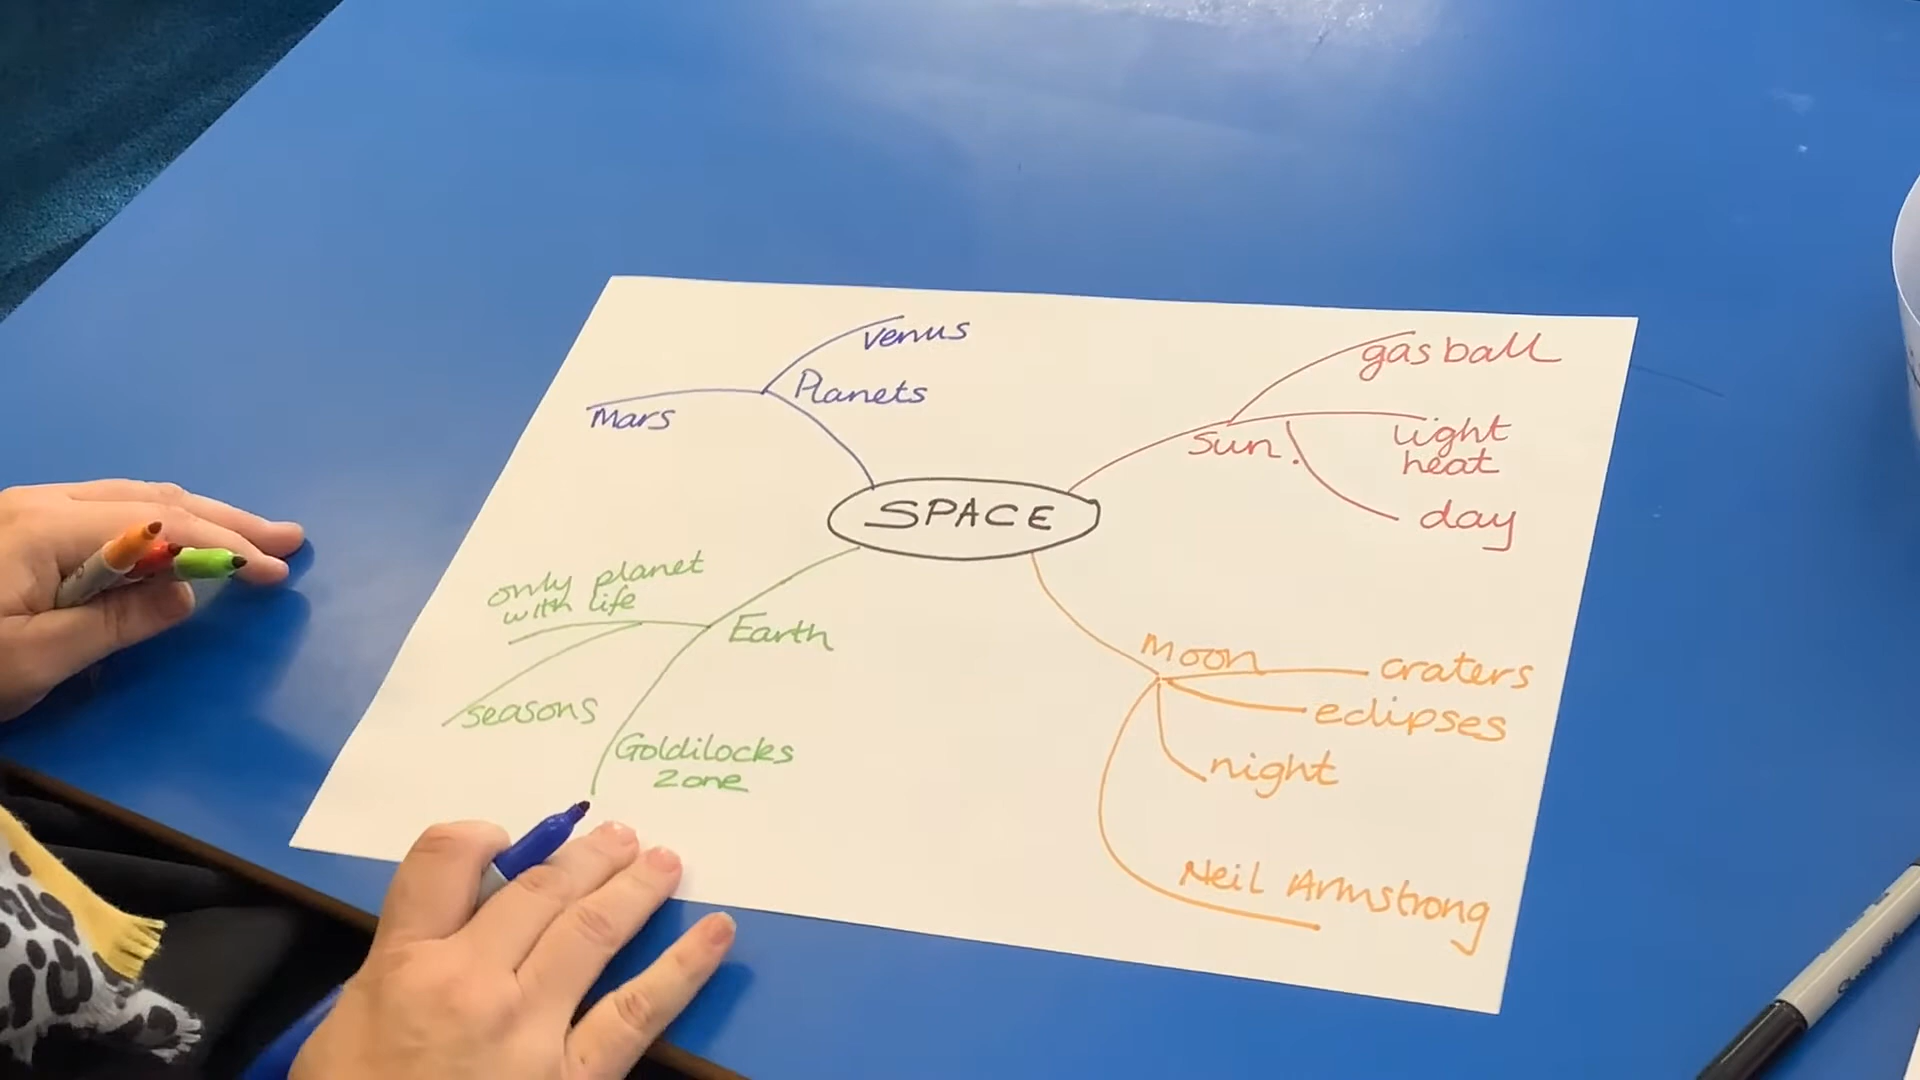 Venus
Planets
Mars
gas ball
Sun.
light
heat
day
SPACE
only planet
with life
Earth
seasons
Goldilocks
zone
Moon
craters
eclipses
night
Neil Armstrong